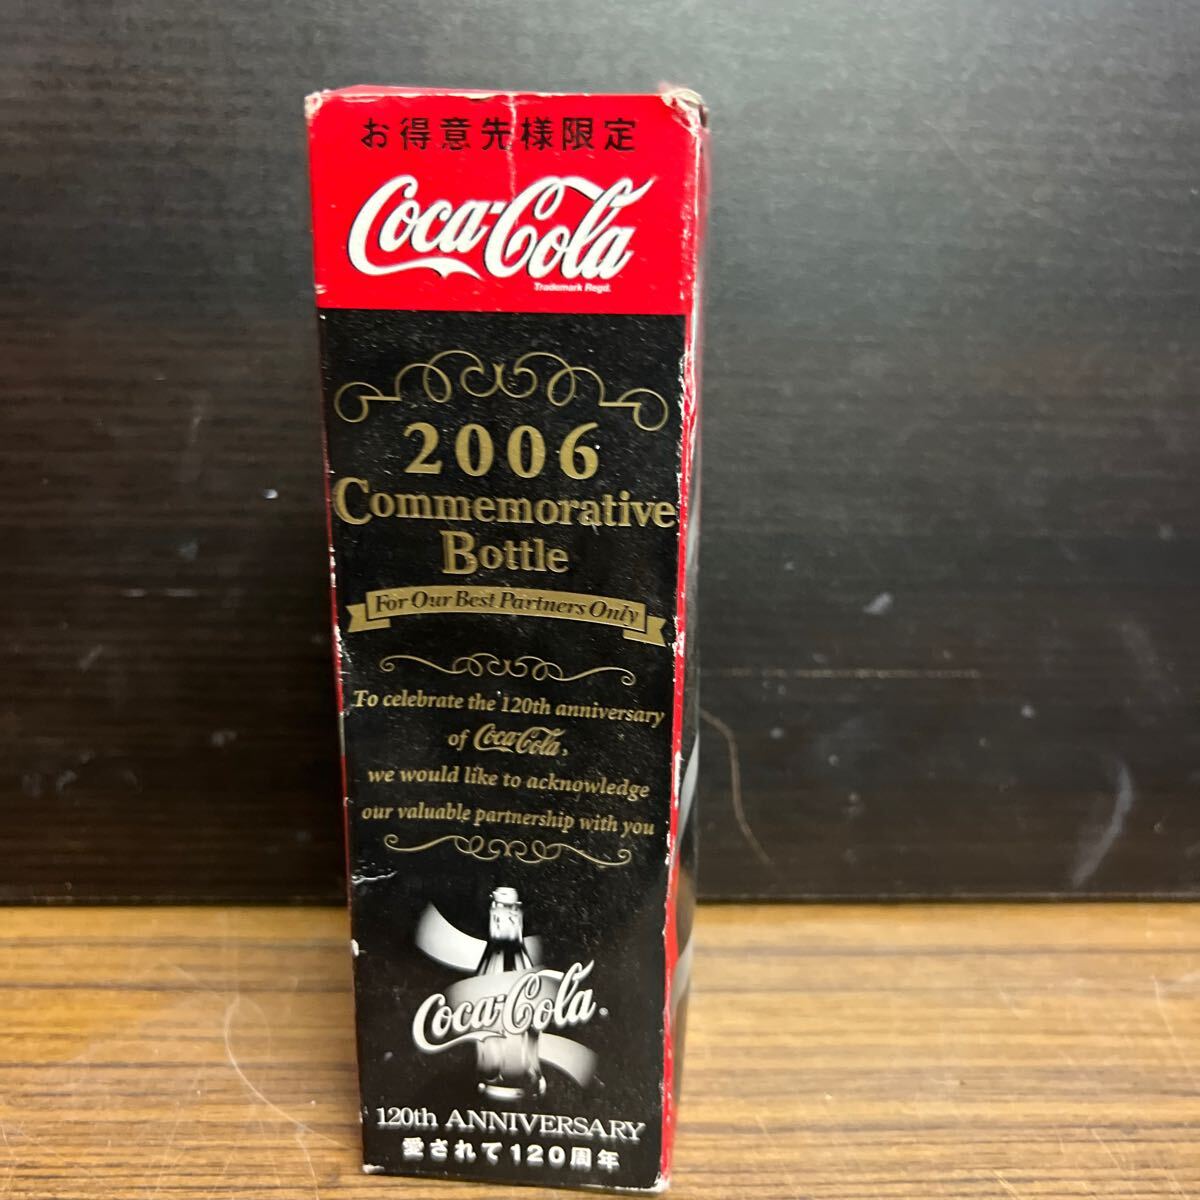 お得意先様限定
Coca-Cola
Trademark Regd.
2006
Commemorative
Bottle
For Our Best Partners Only
To celebrate the 120th anniversary
of Coca-Cola,
we would like to acknowledge
our valuable partnership with you
Coca-Cola
120th ANNIVERSARY
愛されて120周年